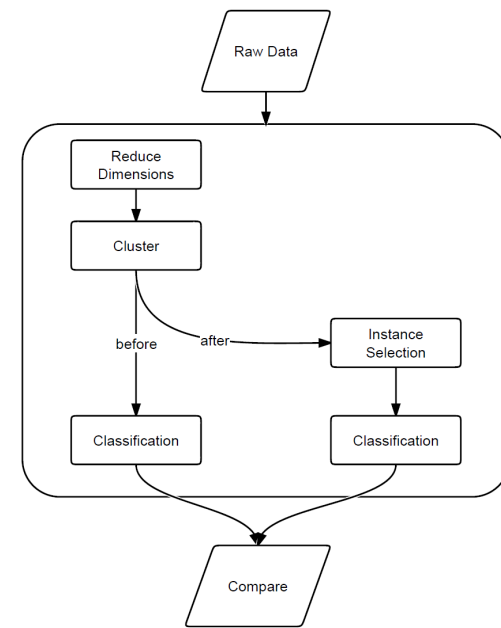 Raw Data
Reduce
Dimensions
Cluster
before
after
Instance
Selection
Classification
Classification
Compare